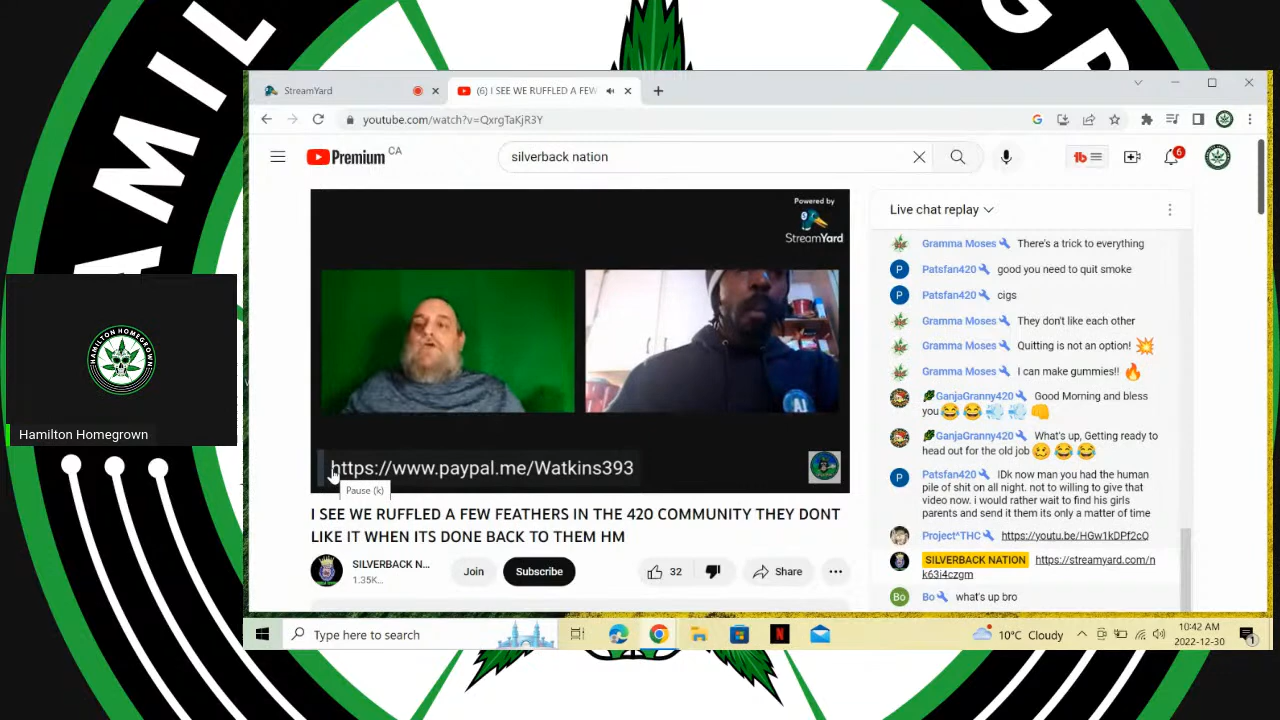 AMIL
GR
StreamYard
(6) I SEE WE RUFFLED A FEW
youtube.com/watch?v=QxrgTaKjR3Y
Premium CA
silverback nation
6
Powered by
StreamYard
AJ
https://www.paypal.me/Watkins393
Pause (k)
I SEE WE RUFFLED A FEW FEATHERS IN THE 420 COMMUNITY THEY DONT
LIKE IT WHEN ITS DONE BACK TO THEM HM
SILVERBACK N...
1.35K...
Join
Subscribe
32
Share
Live chat replay
Gramma Moses There's a trick to everything
P Patsfan420 good you need to quit smoke
P Patsfan420 cigs
Gramma Moses They don't like each other
Gramma Moses Quitting is not an option!
Gramma Moses I can make gummies!!
GanjaGranny420 Good Morning and bless
you
GanjaGranny420 What's up, Getting ready to
head out for the old job
P Patsfan420 IDk now man you had the human
pile of shit on all night. not to willing to give that
video now. i would rather wait to find his girls
parents and send it them its only a matter of time
Project^THC https://youtu.be/HGw1kDPf2cQ
SILVERBACK NATION https://streamyard.com/n
k63i4czgm
Bo Bo what's up bro
HAMILTON HOMEGROWN
Hamilton Homegrown
Type here to search
10°C Cloudy
10:42 AM
2022-12-30
1